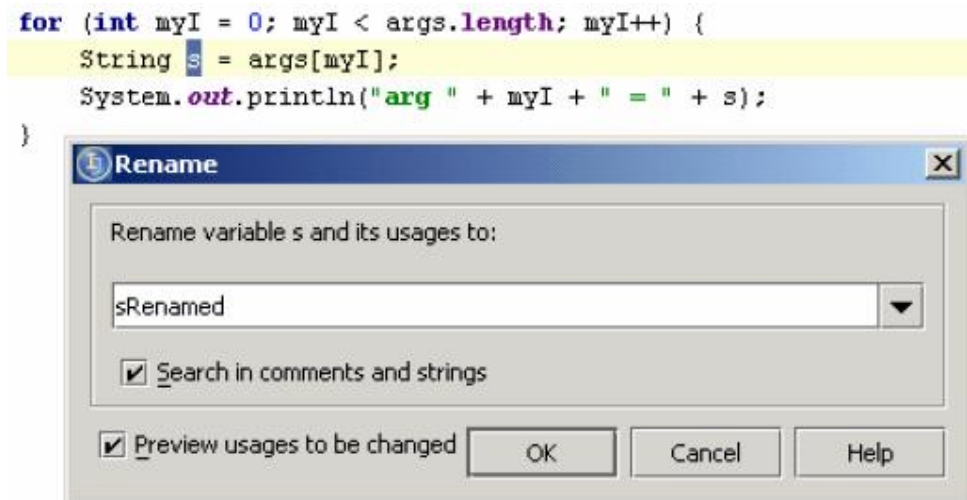 for (int myI = 0; myI < args.length; myI++) {
String s = args[myI];
System.out.println("arg " + myI + " = " + s);
}
Rename
Rename variable s and its usages to:
sRenamed
Search in comments and strings
Preview usages to be changed
OK
Cancel
Help